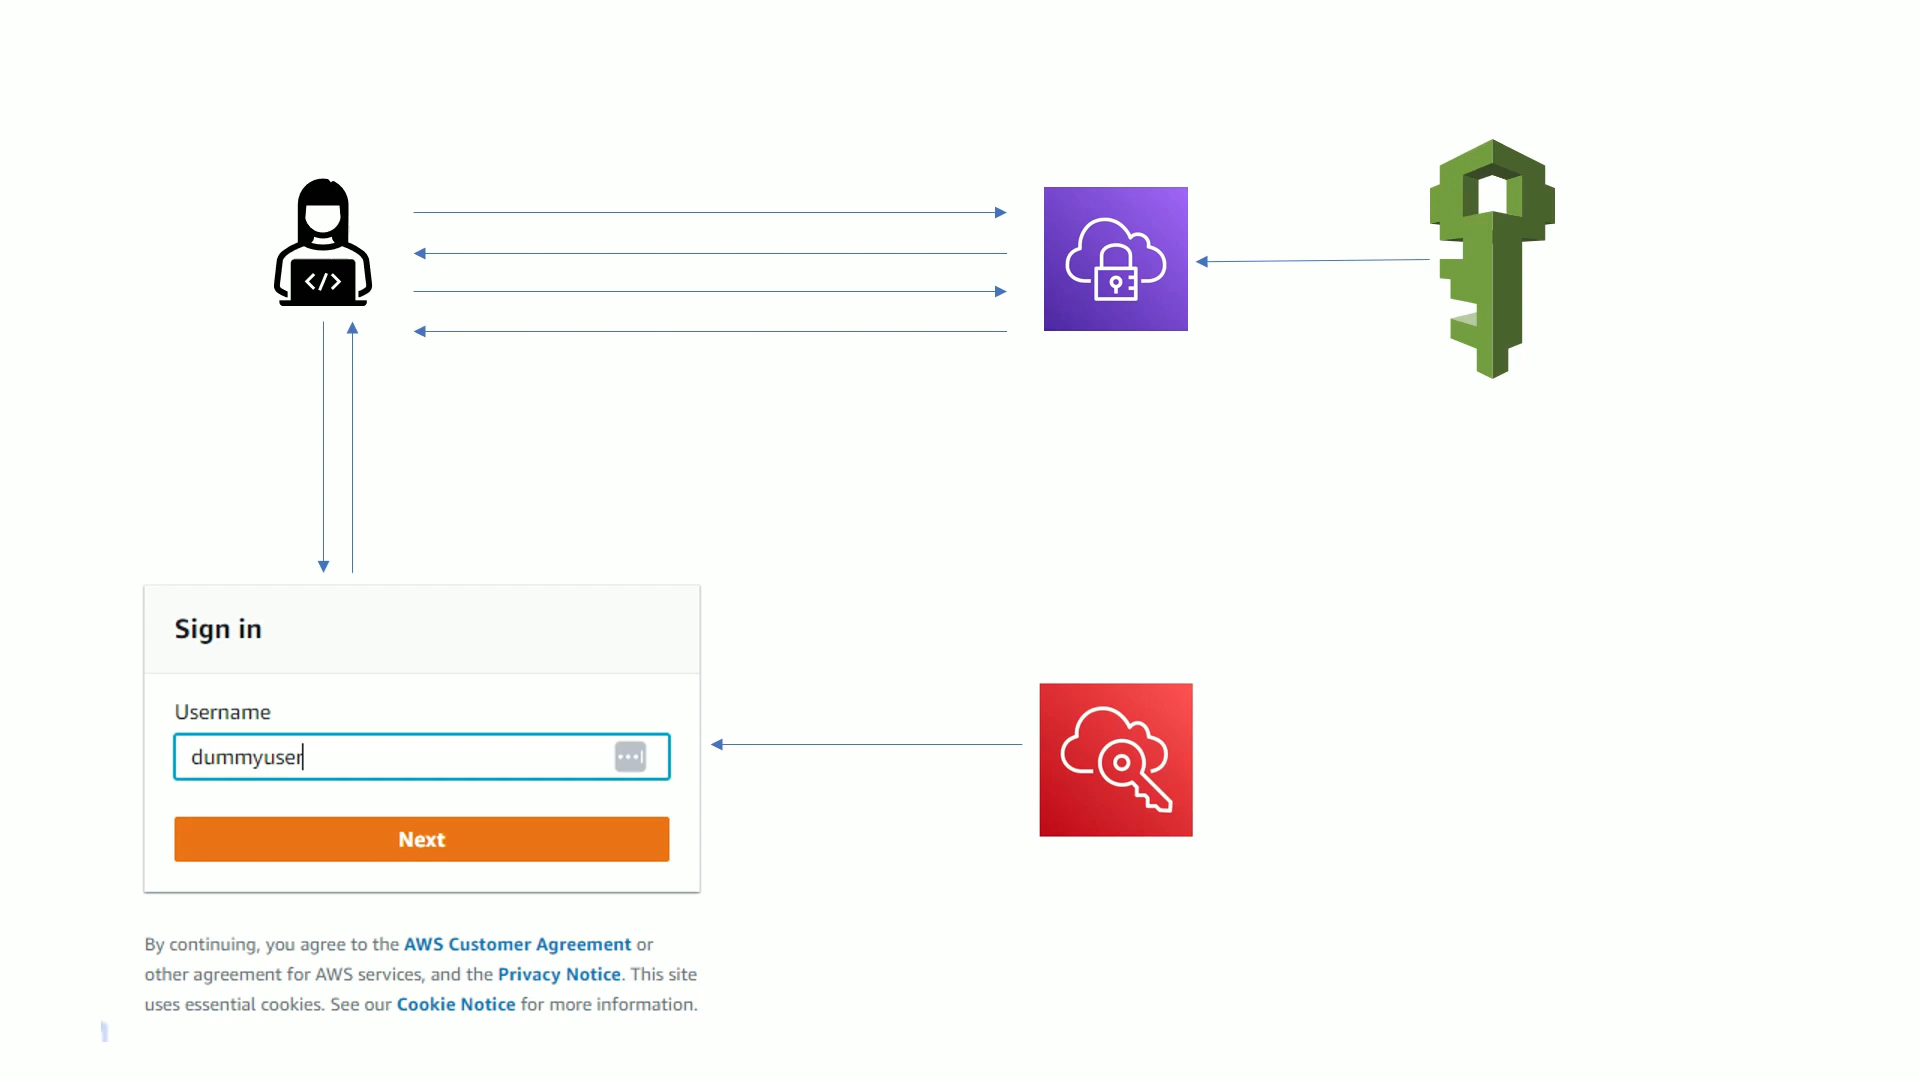 </>
Sign in
Username
dummyuser
Next
By continuing, you agree to the AWS Customer Agreement or
other agreement for AWS services, and the Privacy Notice. This site
uses essential cookies. See our Cookie Notice for more information.